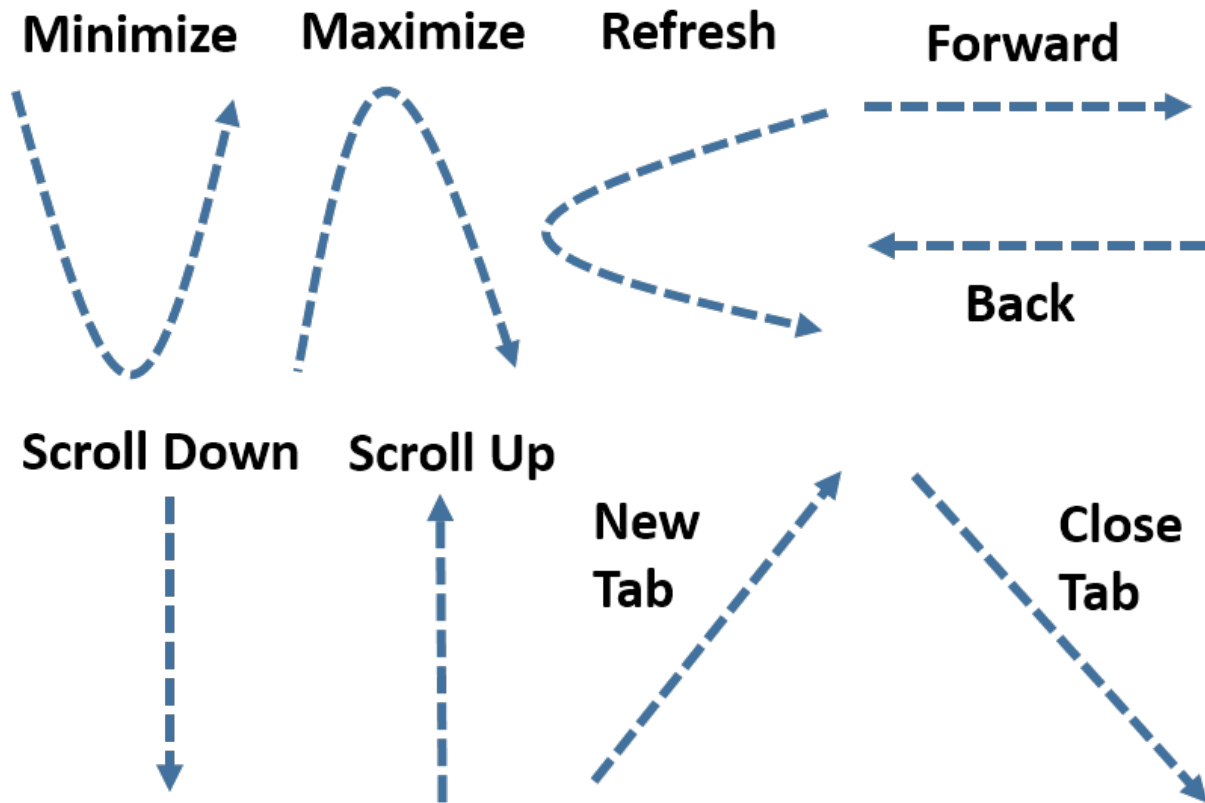 Minimize
Maximize
Refresh
Forward
Back
Scroll Down
Scroll Up
New
Tab
Close
Tab